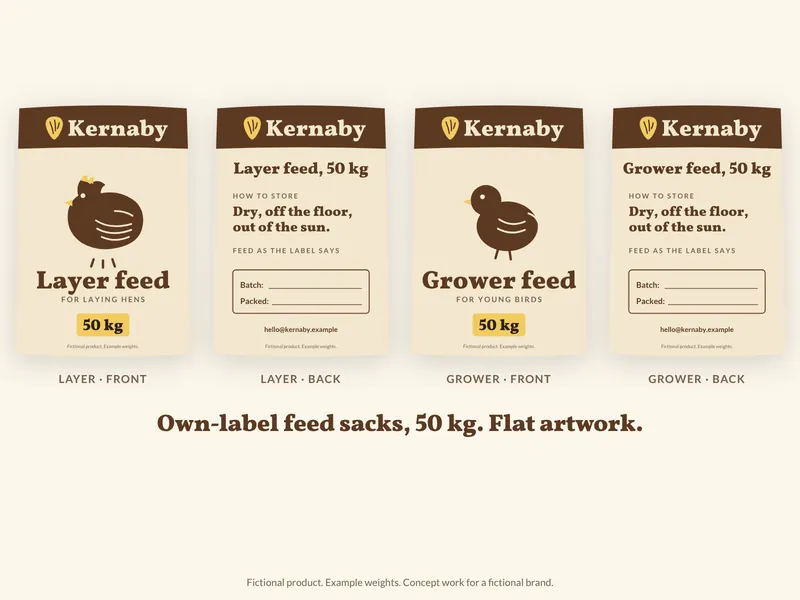 Kernaby
Layer feed
FOR LAYING HENS
50 kg
Fictional product. Example weights.
LAYER · FRONT
Kernaby
Layer feed, 50 kg
HOW TO STORE
Dry, off the floor,
out of the sun.
FEED AS THE LABEL SAYS
Batch:
Packed:
hello@kernaby.example
Fictional product. Example weights.
LAYER · BACK
Kernaby
Grower feed
FOR YOUNG BIRDS
50 kg
Fictional product. Example weights.
GROWER · FRONT
Kernaby
Grower feed, 50 kg
HOW TO STORE
Dry, off the floor,
out of the sun.
FEED AS THE LABEL SAYS
Batch:
Packed:
hello@kernaby.example
Fictional product. Example weights.
GROWER · BACK
Own-label feed sacks, 50 kg. Flat artwork.
Fictional product. Example weights. Concept work for a fictional brand.